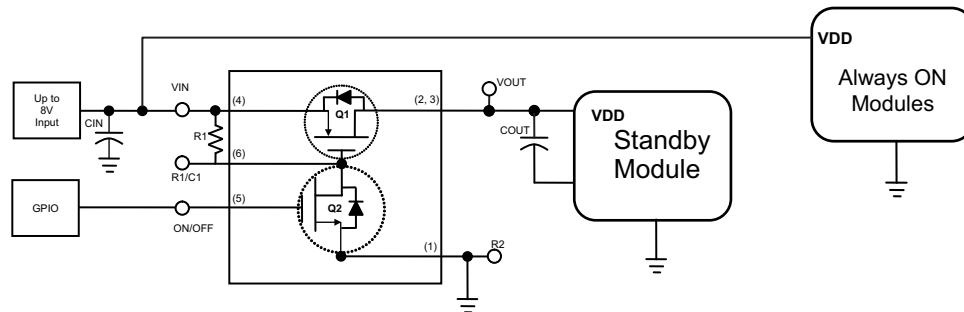 VDD
Always ON
Modules
Up to
8V
Input
CIN
VIN
(4)
Q1
(2, 3)
VOUT
R1
(6)
R1/C1
COUT
VDD
Standby
Module
GPIO
ON/OFF
(5)
Q2
(1)
R2